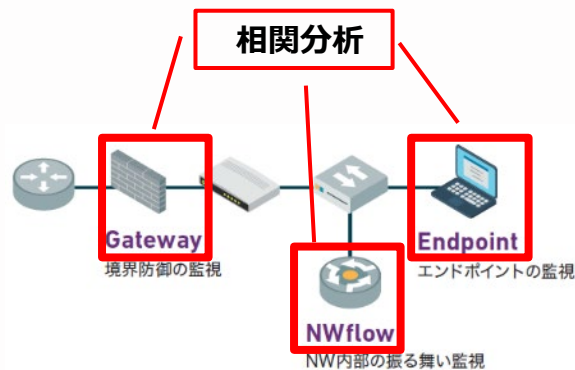 相関分析
Gateway
境界防御の監視
Endpoint
エンドポイントの監視
NWflow
NW内部の振る舞い監視